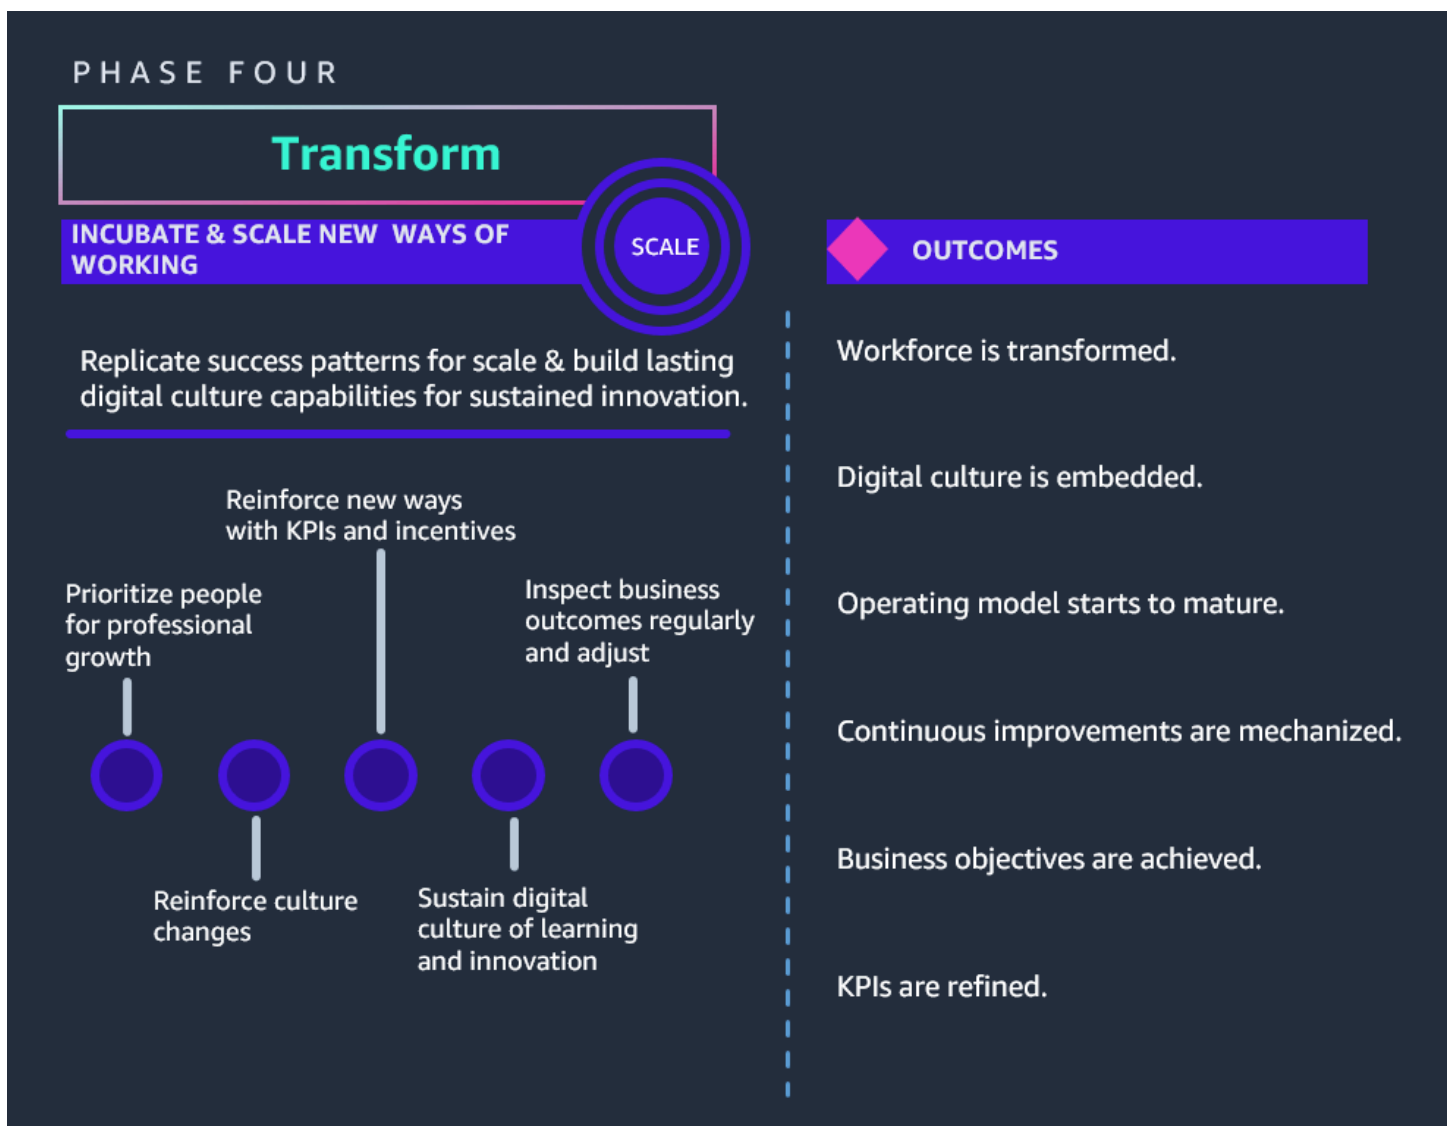 PHASE FOUR
Transform
INCUBATE & SCALE NEW WAYS OF
WORKING
SCALE
Replicate success patterns for scale & build lasting
digital culture capabilities for sustained innovation.
Reinforce new ways
with KPIs and incentives
Prioritize people
for professional
growth
Inspect business
outcomes regularly
and adjust
Reinforce culture
changes
Sustain digital
culture of learning
and innovation
OUTCOMES
Workforce is transformed.
Digital culture is embedded.
Operating model starts to mature.
Continuous improvements are mechanized.
Business objectives are achieved.
KPIs are refined.